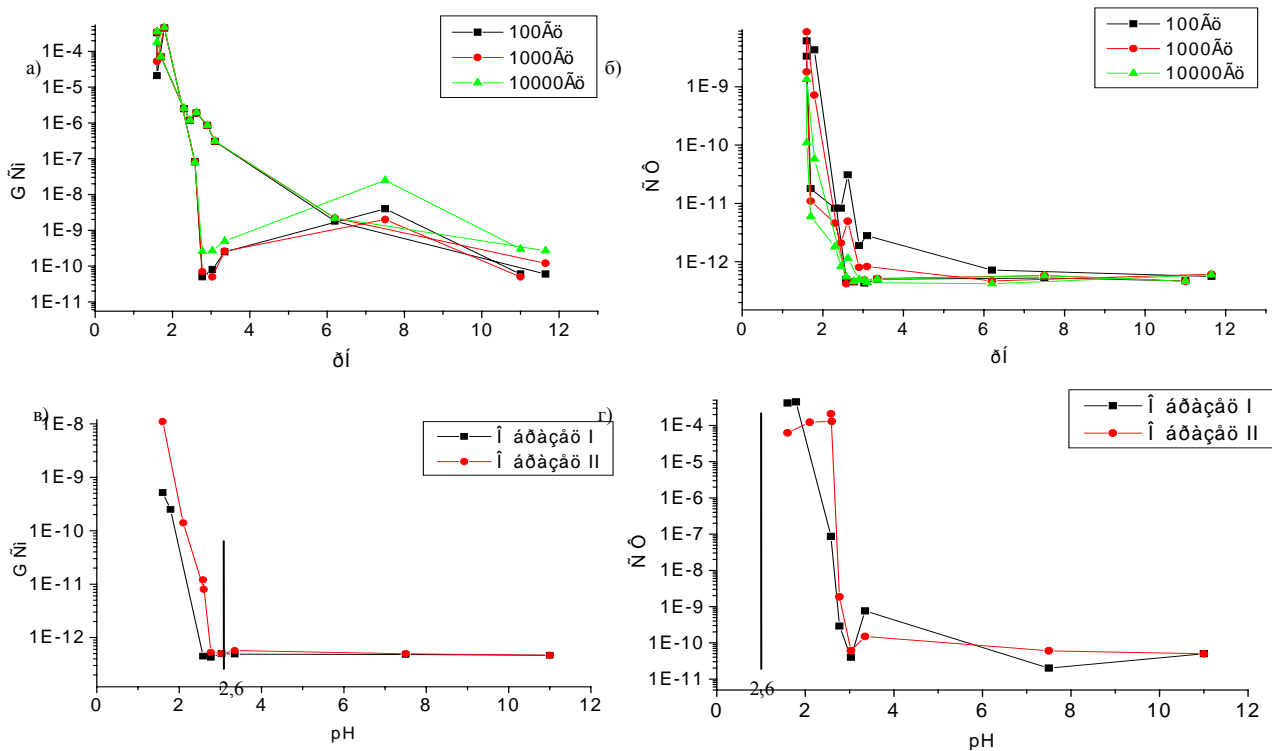 а)
G Ñì
1E-4
1E-5
1E-6
1E-7
1E-8
1E-9
1E-10
1E-11
0 2 4 6 8 10 12
ðÍ
100Ãö
1000Ãö
10000Ãö
б)
Ñ Ô
1E-9
1E-10
1E-11
1E-12
0 2 4 6 8 10 12
ðÍ
100Ãö
1000Ãö
10000Ãö
в)
G Ñì
1E-8
1E-9
1E-10
1E-11
1E-12
0 2 4 6 8 10 12
2,6
pH
Î áðàçåö I
Î áðàçåö II
г)
Ñ Ô
1E-4
1E-5
1E-6
1E-7
1E-8
1E-9
1E-10
1E-11
0 2 4 6 8 10 12
2,6
pH
Î áðàçåö I
Î áðàçåö II